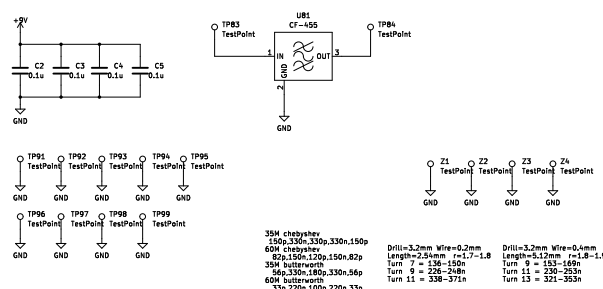 +9V
C2
0.1u
C3
0.1u
C4
0.1u
C5
0.1u
GND
TP83
TestPoint
U81
CF-455
1
IN
OUT
3
GND
2
GND
TP84
TestPoint
TP91
TestPoint
GND
TP92
TestPoint
GND
TP93
TestPoint
GND
TP94
TestPoint
GND
TP95
TestPoint
GND
Z1
TestPoint
GND
Z2
TestPoint
GND
Z3
TestPoint
GND
Z4
TestPoint
GND
TP96
TestPoint
GND
TP97
TestPoint
GND
TP98
TestPoint
GND
TP99
TestPoint
GND
35M chebyshev
150p,330n,330p,330n,150p
60M chebyshev
82p,150n,120p,150n,82p
35M butterworth
56p,330n,180p,330n,56p
60M butterworth
33p,220n,100p,220n,33p
Drill=3.2mm Wire=0.2mm
Length=2.54mm r=1.7-1.8
Turn 7 = 136-150n
Turn 9 = 226-248n
Turn 11 = 338-371n
Drill=3.2mm Wire=0.4mm
Length=5.12mm r=1.8-1.9
Turn 9 = 153-169n
Turn 11 = 230-253n
Turn 13 = 321-353n